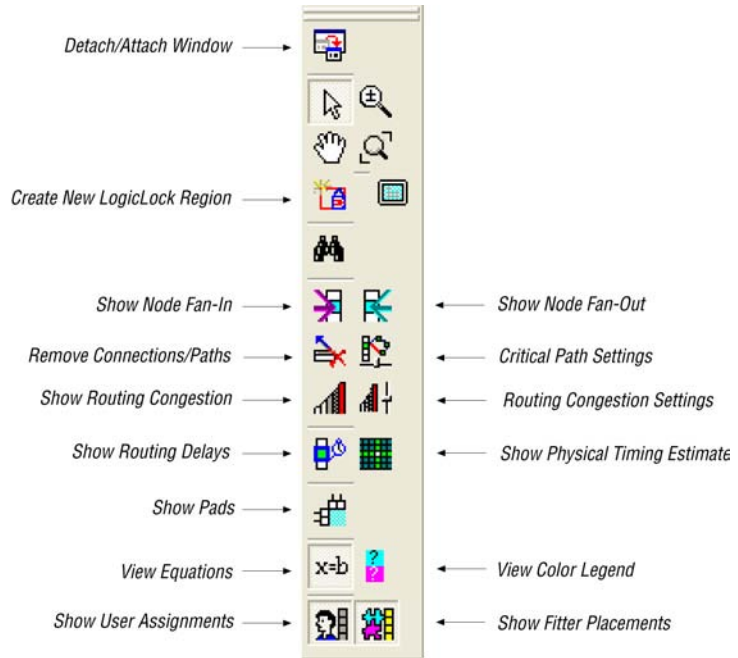 Detach/Attach Window
Create New LogicLock Region
Show Node Fan-In
Show Node Fan-Out
Remove Connections/Paths
Critical Path Settings
Show Routing Congestion
Routing Congestion Settings
Show Routing Delays
Show Physical Timing Estimate
Show Pads
View Equations
x=b
? ?
View Color Legend
Show User Assignments
Show Fitter Placements